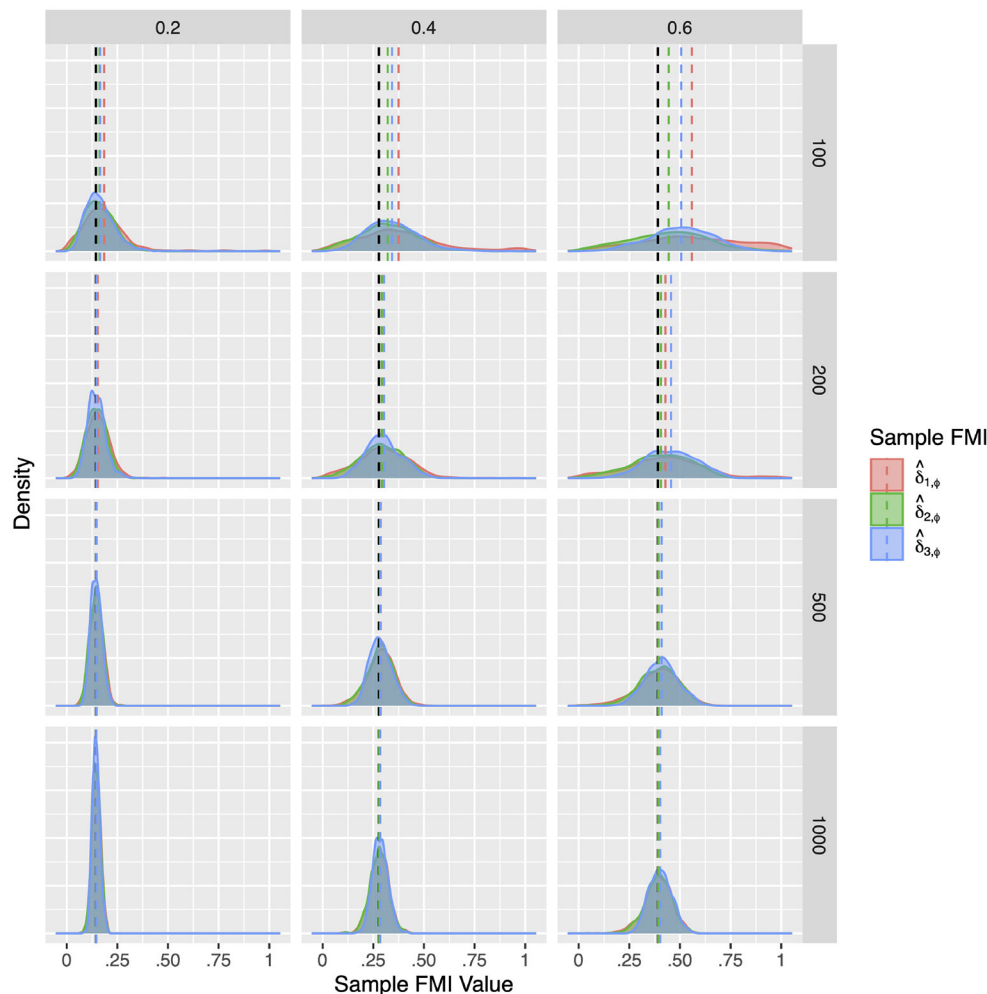 0.2 0.4 0.6
100
200
500
1000
Density
0 .25 .50 .75 1 0 .25 .50 .75 1 0 .25 .50 .75 1
Sample FMI Value
Sample FMI
δ̂1,ϕ
δ̂2,ϕ
δ̂3,ϕ